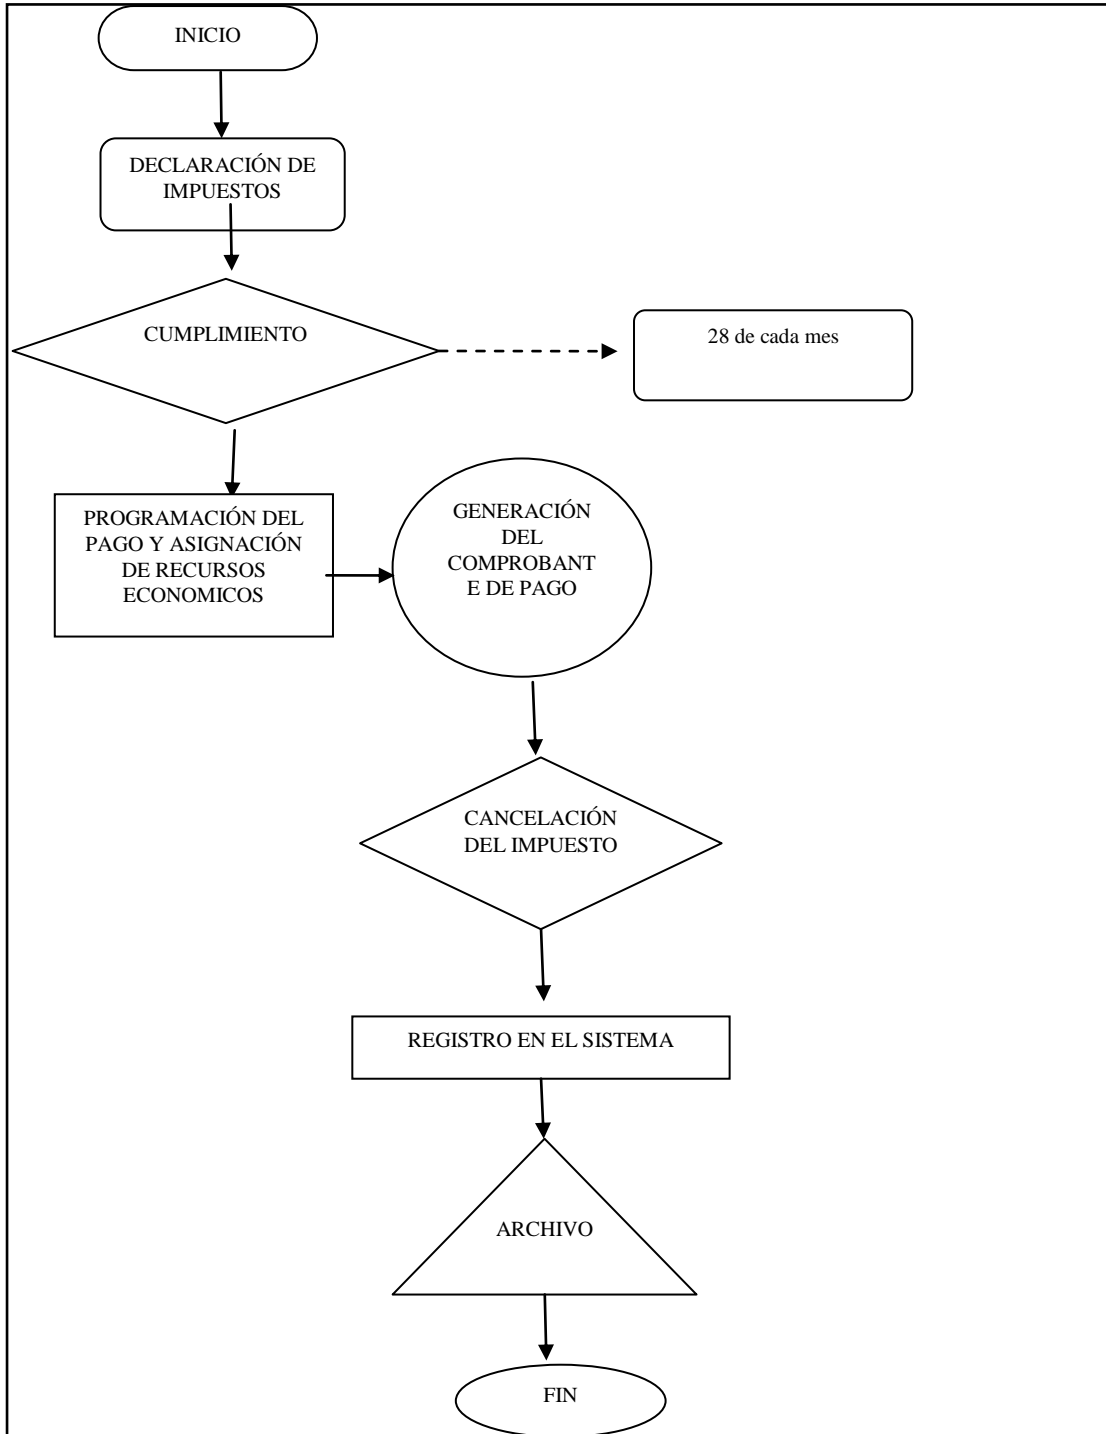 INICIO
DECLARACIÓN DE
IMPUESTOS
CUMPLIMIENTO
28 de cada mes
PROGRAMACIÓN DEL
PAGO Y ASIGNACIÓN
DE RECURSOS
ECONOMICOS
GENERACIÓN
DEL
COMPROBANT
E DE PAGO
CANCELACIÓN
DEL IMPUESTO
REGISTRO EN EL SISTEMA
ARCHIVO
FIN